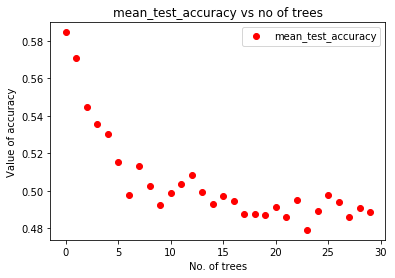 mean_test_accuracy vs no of trees
mean_test_accuracy
Value of accuracy
0.58
0.56
0.54
0.52
0.50
0.48
0 5 10 15 20 25 30
No. of trees